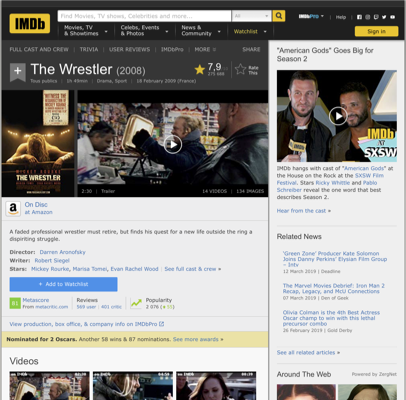 IMDb
Find Movies, TV shows, Celebrities and more...
All
Movies, TV & Showtimes
Celebs, Events & Photos
News & Community
Watchlist
IMDbPro
Help
Sign in
FULL CAST AND CREW | TRIVIA | USER REVIEWS | IMDbPro | MORE
SHARE
The Wrestler (2008)
7,9
Rate This
Tous publics | 1h 49min | Drama, Sport | 18 February 2009 (France)
WITNESS THE RESURRECTION OF MICKEY ROURKE
MICKEY ROURKE
THE WRESTLER
2:30 | Trailer
14 VIDEOS | 134 IMAGES
On Disc
at Amazon
A faded professional wrestler must retire, but finds his quest for a new life outside the ring a
dispiriting struggle.
Director: Darren Aronofsky
Writer: Robert Siegel
Stars: Mickey Rourke, Marisa Tomei, Evan Rachel Wood | See full cast & crew »
+ Add to Watchlist
Metascore
From metacritic.com
Reviews
569 user | 401 critic
Popularity
2 076
View production, box office, & company info on IMDbPro
Nominated for 2 Oscars. Another 58 wins & 87 nominations. See more awards »
Videos
"American Gods" Goes Big for
Season 2
IMDb
at
SXSW
IMDb hangs with cast of "American Gods"
at the House on the Rock at the SXSW Film
Festival. Stars Ricky Whittle and Pablo
Schreiber reveal the one word that best
describes Season 2.
Hear from the cast »
Related News
'Green Zone' Producer Kate Solomon
Joins Danny Perkins' Elysian Film Group
– Intv
12 March 2019 | Deadline
The Marvel Movies Debrief: Iron Man 2
Recap, Legacy, and McU Connections
07 March 2019 | Den of Geek
Olivia Colman is the 4th Best Actress
Oscar champ to win with this lethal
precursor combo
26 February 2019 | Gold Derby
See all related articles »
Around The Web
Powered by ZergNet